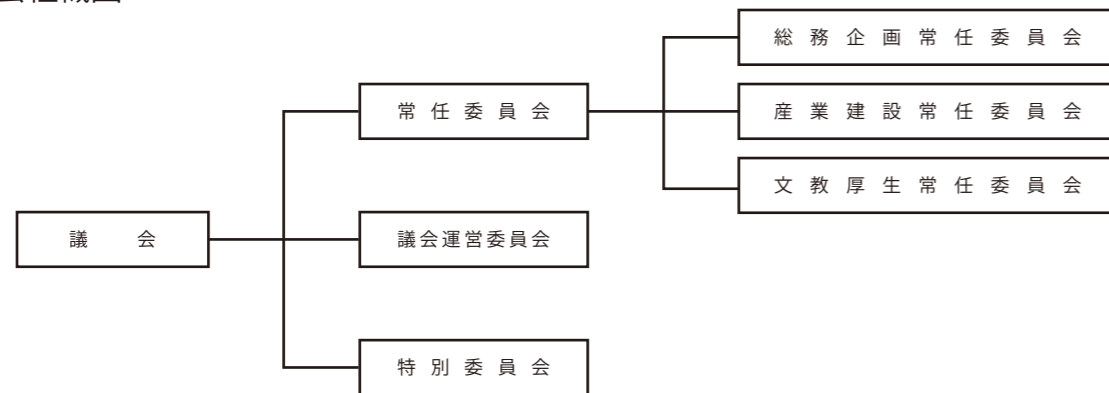 総務企画常任委員会
常任委員会
産業建設常任委員会
文教厚生常任委員会
議会
議会運営委員会
特別委員会